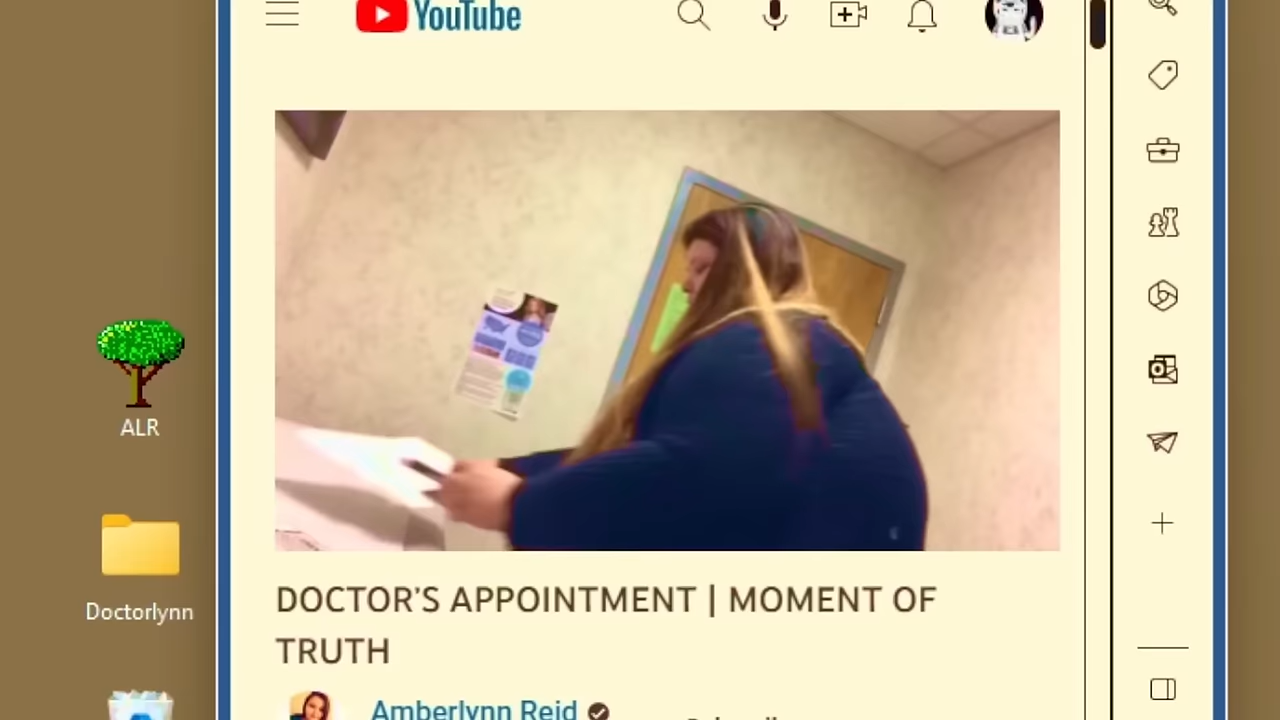 YouTube
ALR
Doctorlynn
DOCTOR'S APPOINTMENT | MOMENT OF
TRUTH
Amberlynn Reid